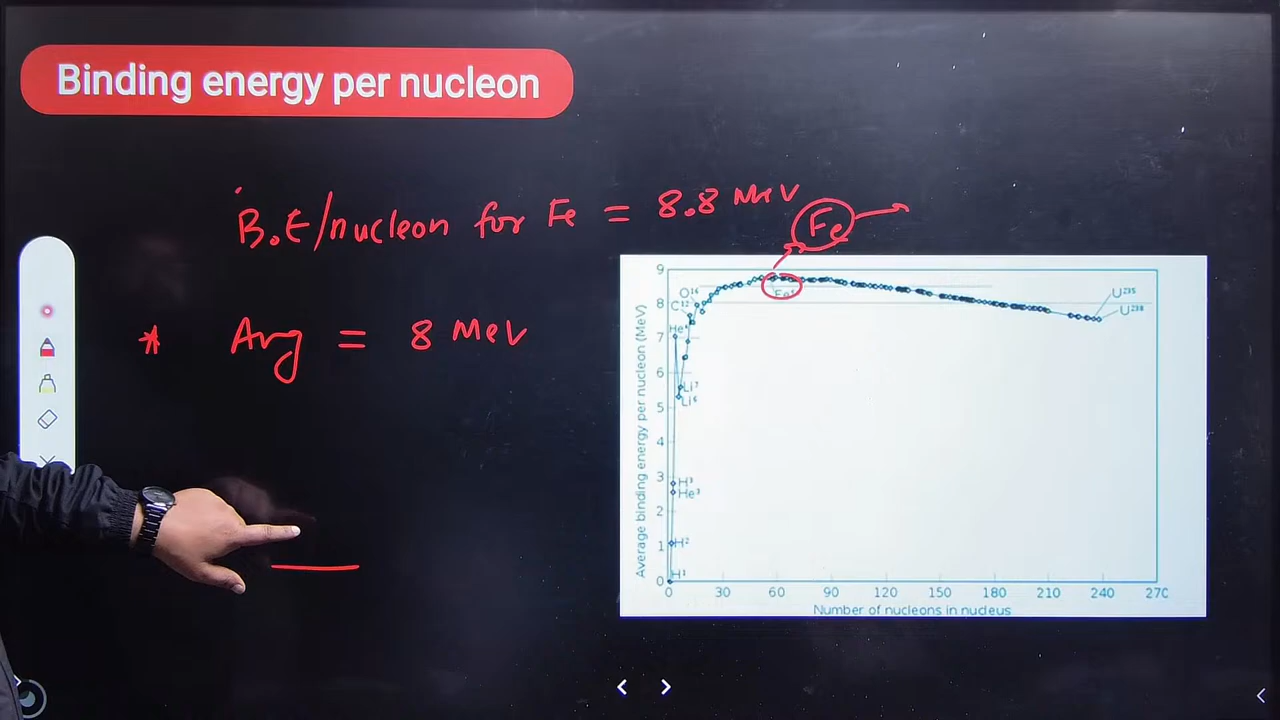 Binding energy per nucleon
B.E/nucleon for Fe = 8.8 MeV
Fe
* Avg = 8 MeV
Average binding energy per nucleon (MeV)
9
8
7
6
5
4
3
2
1
0
O16
C12
He4
Li7
Li6
H3
He3
H2
H1
Fe
U235
U238
0 30 60 90 120 150 180 210 240 270
Number of nucleons in nucleus